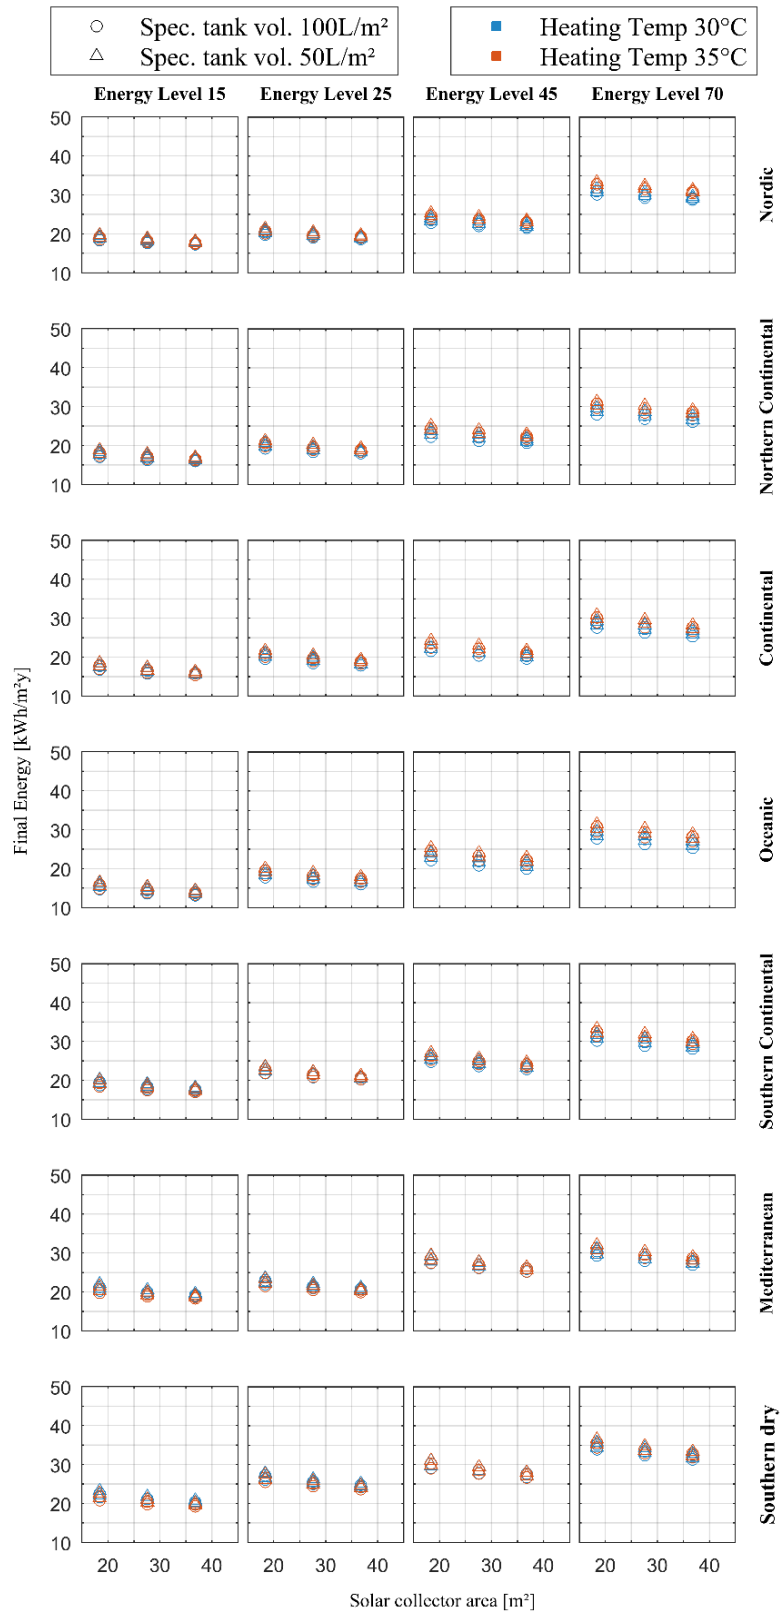 Spec. tank vol. 100L/m²
Spec. tank vol. 50L/m²
Heating Temp 30°C
Heating Temp 35°C
Energy Level 15 Energy Level 25 Energy Level 45 Energy Level 70
50
40
30
20
10
Nordic
50
40
30
20
10
Northern Continental
50
40
30
20
10
Continental
Final Energy [kWh/m²y]
50
40
30
20
10
Oceanic
50
40
30
20
10
Southern Continental
50
40
30
20
10
Mediterranean
50
40
30
20
10
Southern dry
20 30 40 20 30 40 20 30 40 20 30 40
Solar collector area [m²]